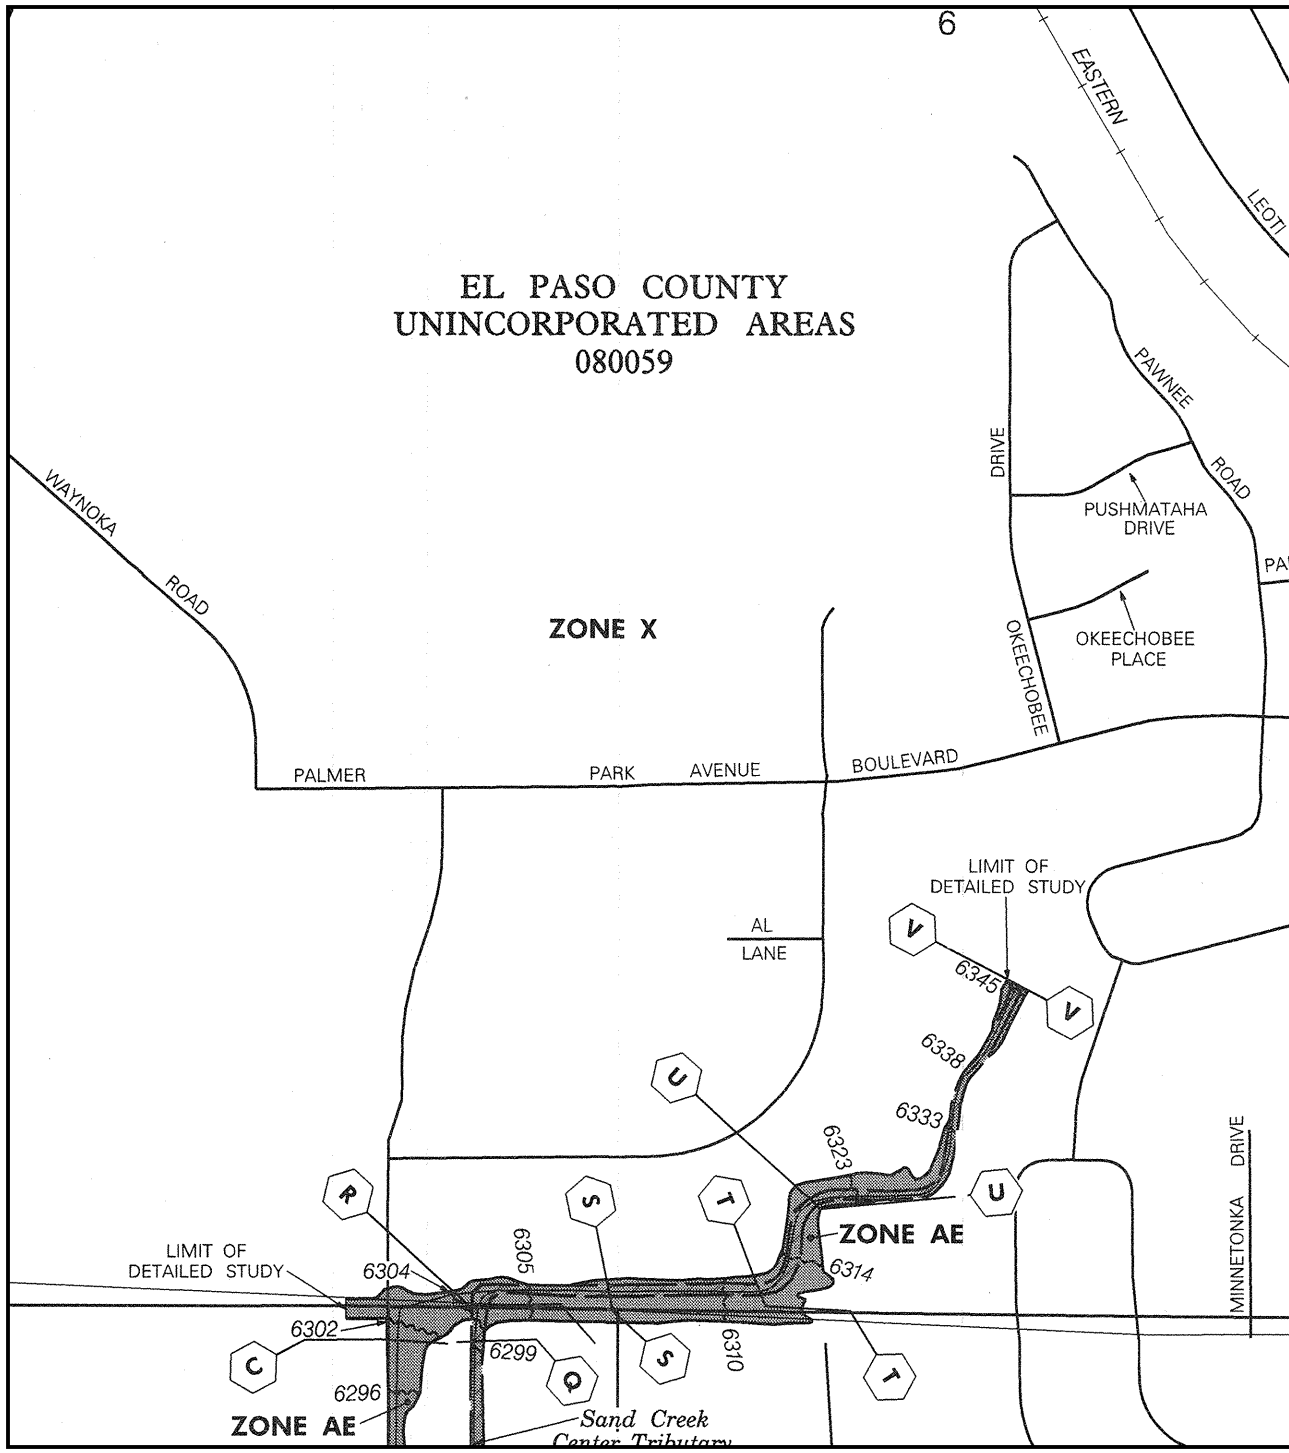 6
EASTERN
LEOTI
EL PASO COUNTY
UNINCORPORATED AREAS
080059
PAWNEE
ROAD
DRIVE
WAYNOKA
ROAD
PUSHMATAHA
DRIVE
ZONE X
OKEECHOBEE
OKEECHOBEE
PLACE
PALMER PARK AVENUE BOULEVARD
LIMIT OF
DETAILED STUDY
AL
LANE
V
6345
V
6338
U
6333
6323
MINNETONKA DRIVE
R
S
T
U
ZONE AE
LIMIT OF
DETAILED STUDY
6304
6305
6314
6302
6299
6310
C
Q
S
T
6296
ZONE AE
Sand Creek
Center Tributary